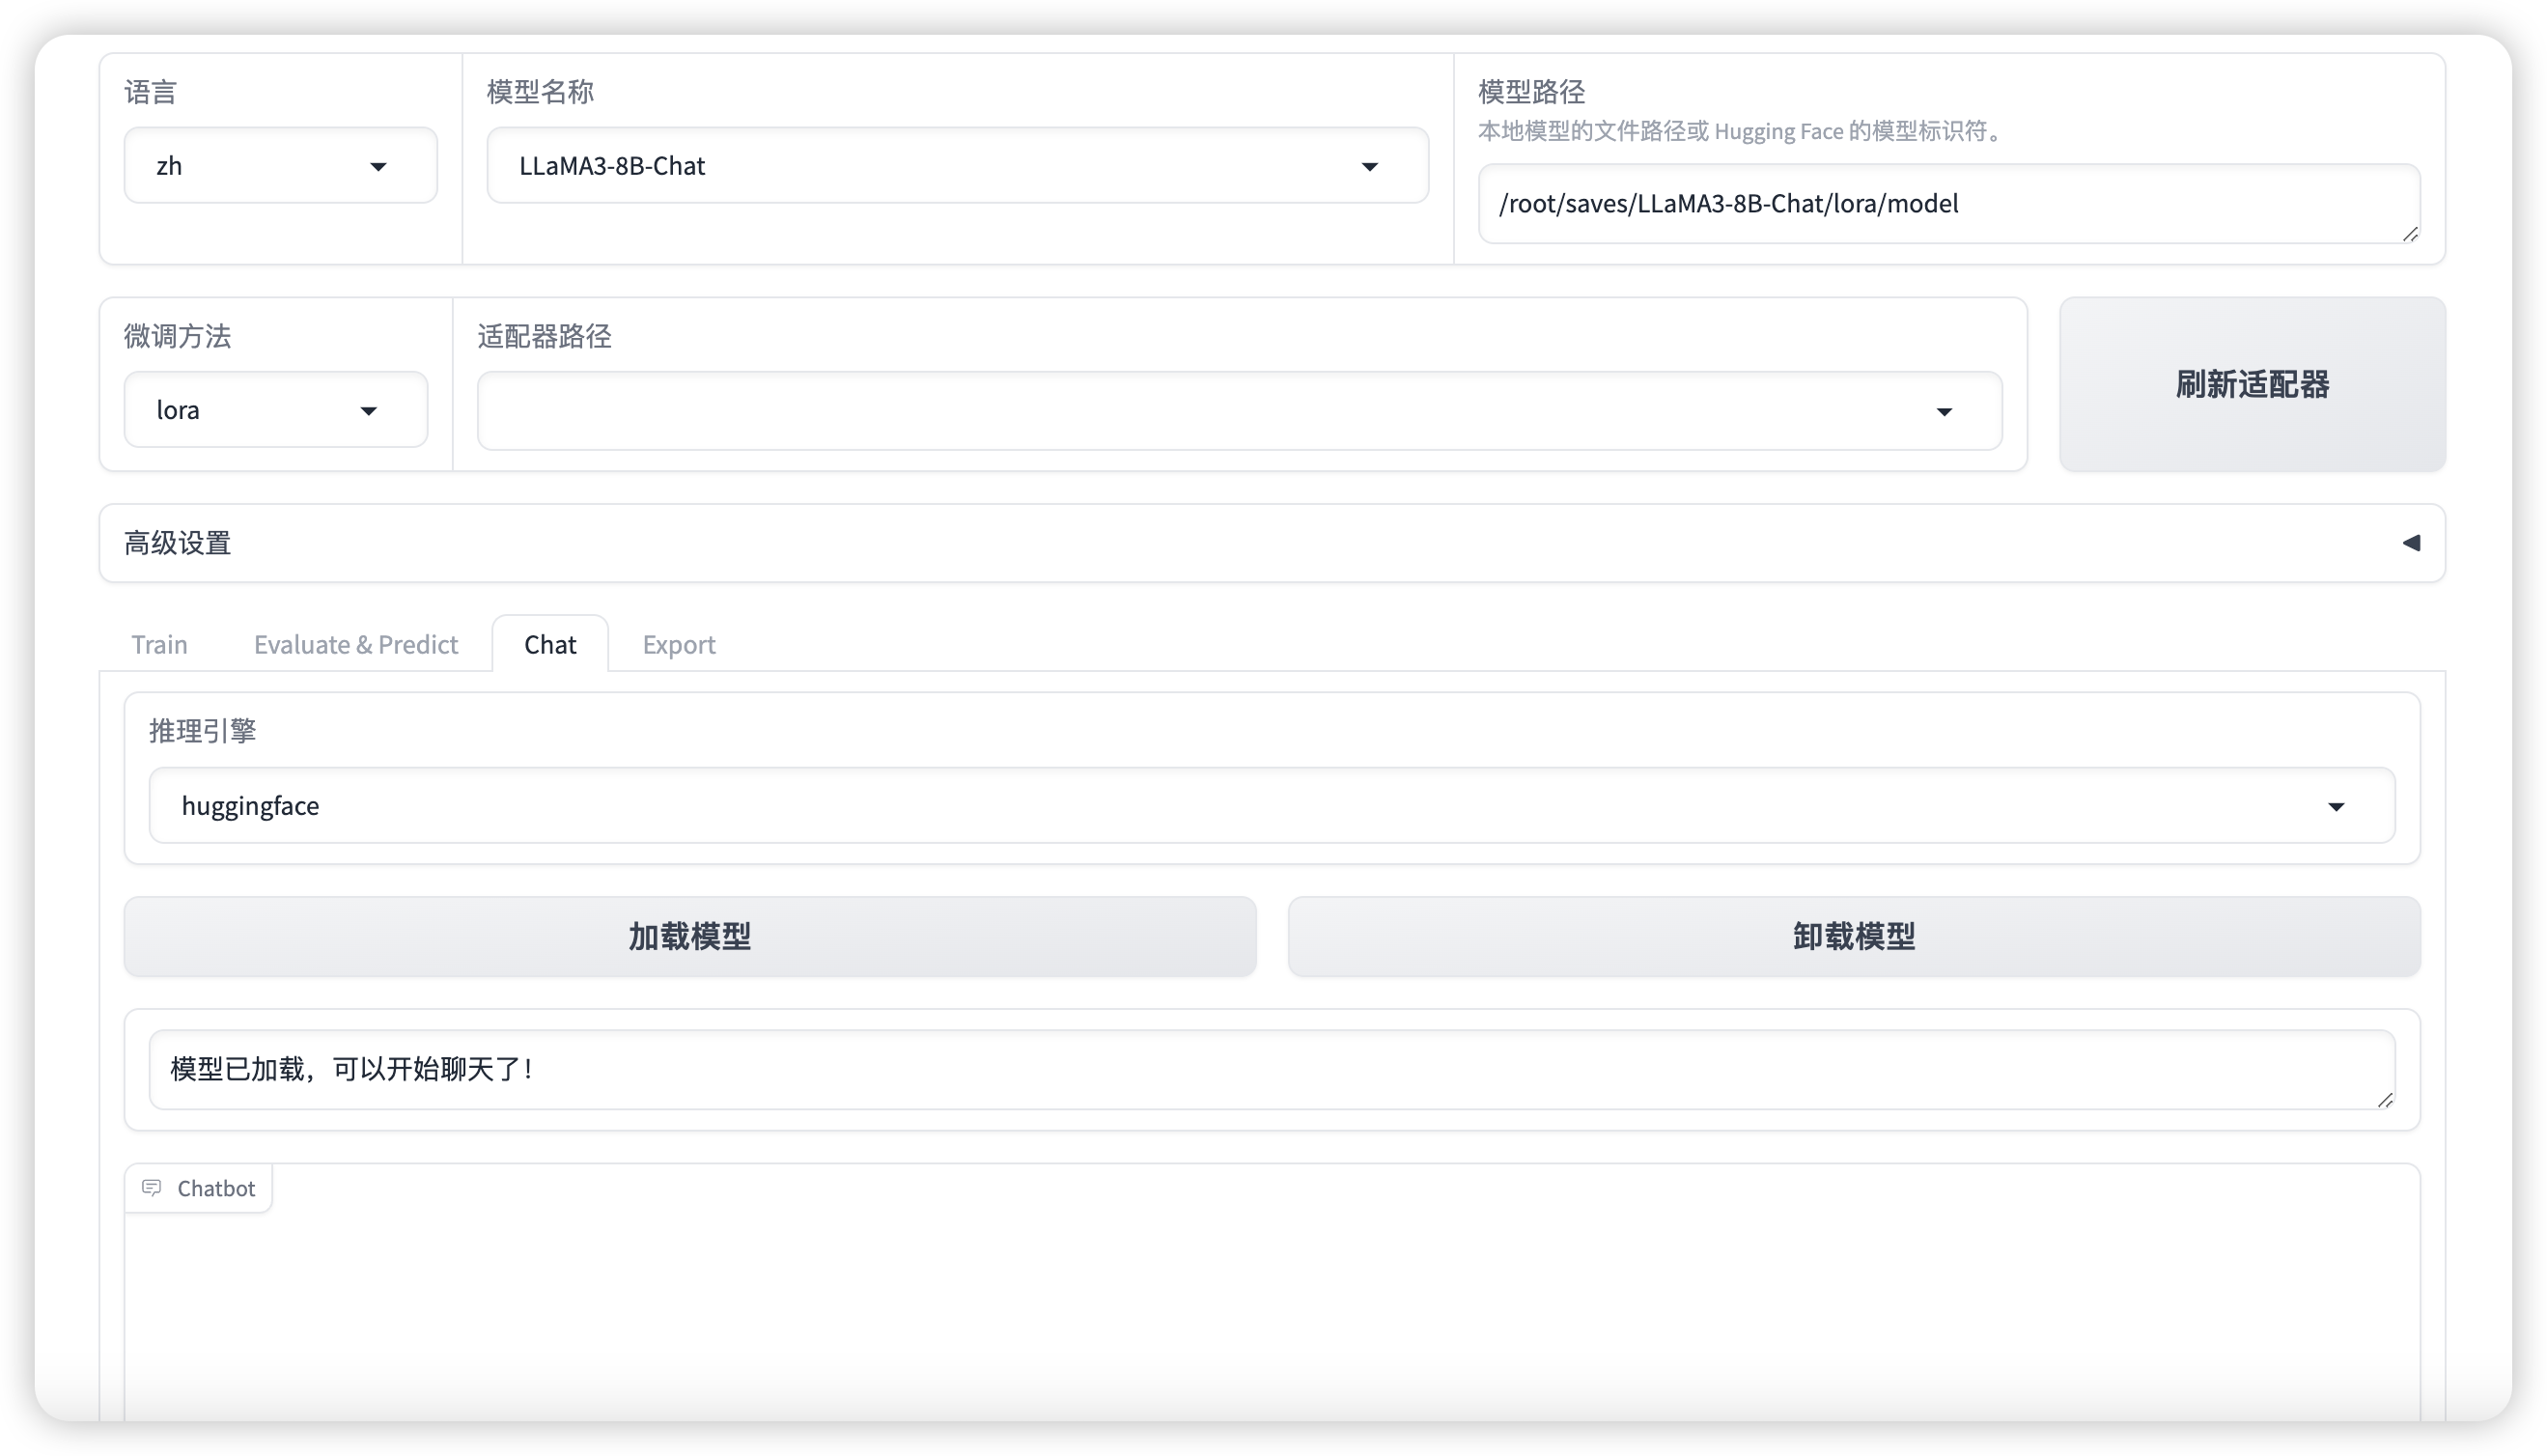 语言
zh
模型名称
LLaMA3-8B-Chat
模型路径
本地模型的文件路径或 Hugging Face 的模型标识符。
/root/saves/LLaMA3-8B-Chat/lora/model
微调方法
lora
适配器路径
刷新适配器
高级设置
Train
Evaluate & Predict
Chat
Export
推理引擎
huggingface
加载模型
卸载模型
模型已加载，可以开始聊天了！
Chatbot